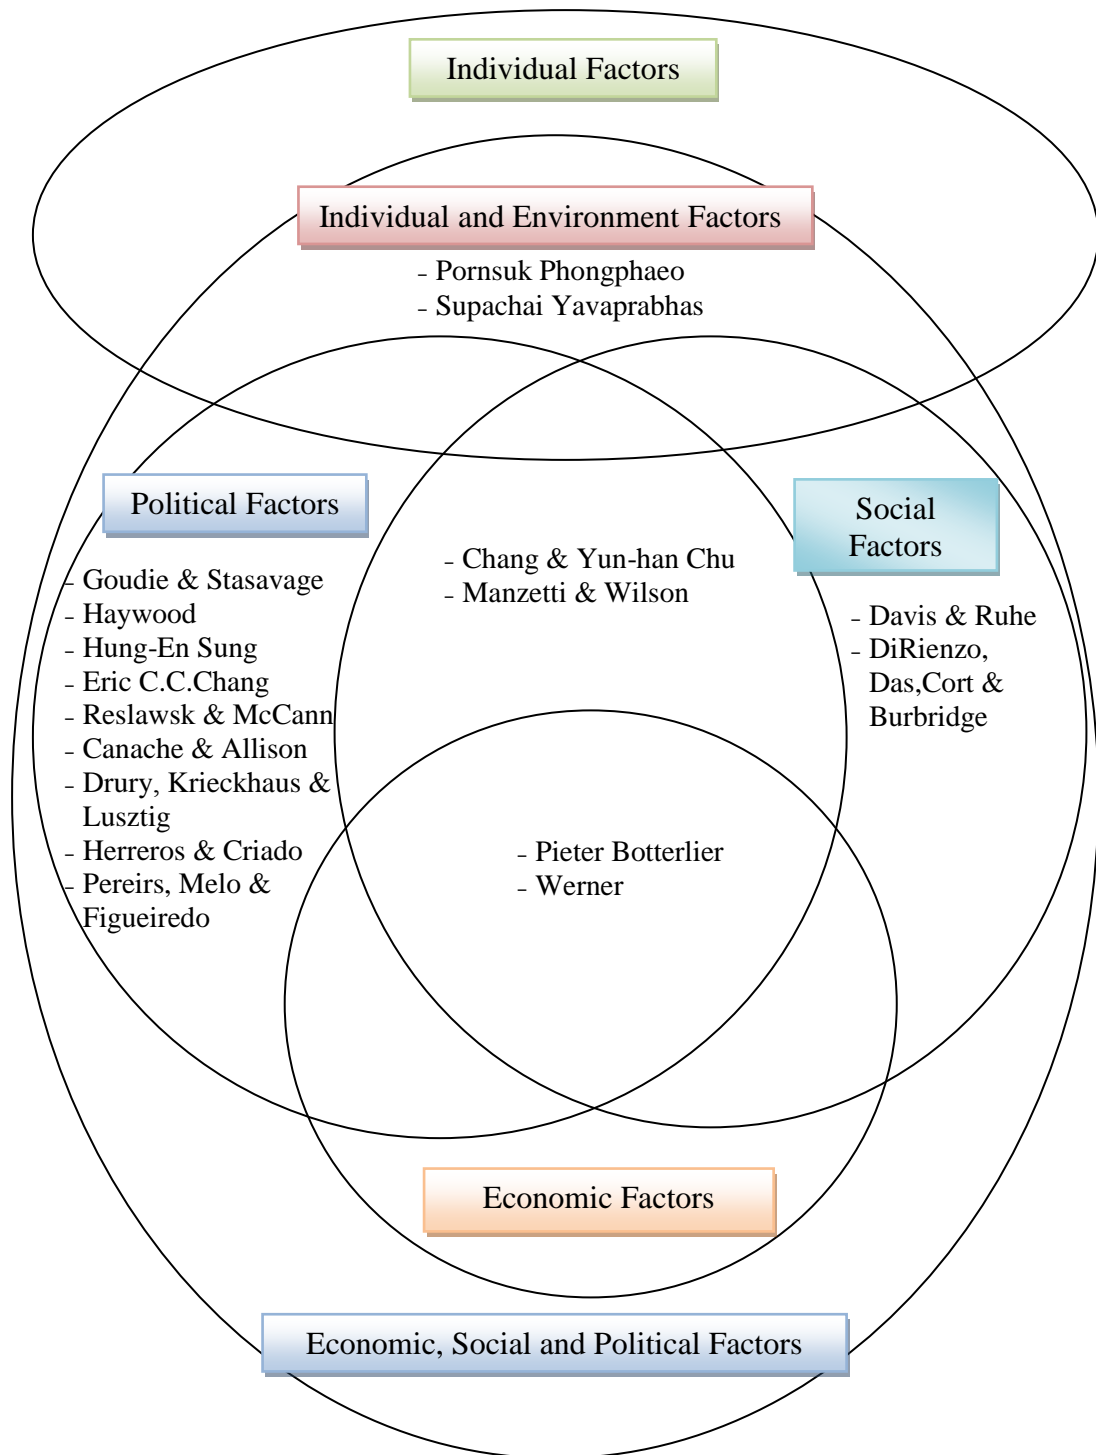 Individual Factors
Individual and Environment Factors
- Pornsuk Phongphaeo
- Supachai Yavaprabhas
Political Factors
- Goudie & Stasavage
- Haywood
- Hung-En Sung
- Eric C.C.Chang
- Reslawsk & McCann
- Canache & Allison
- Drury, Krieckhaus &
Lusztig
- Herreros & Criado
- Pereirs, Melo &
Figueiredo
- Chang & Yun-han Chu
- Manzetti & Wilson
Social
Factors
- Davis & Ruhe
- DiRienzo,
Das,Cort &
Burbridge
- Pieter Botterlier
- Werner
Economic Factors
Economic, Social and Political Factors